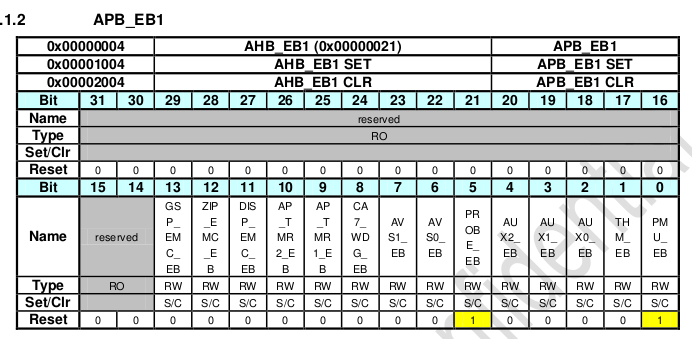 .1.2 APB_EB1
0x00000004 AHB_EB1 (0x00000021) APB_EB1
0x00001004 AHB_EB1 SET APB_EB1 SET
0x00002004 AHB_EB1 CLR APB_EB1 CLR
Bit 31 30 29 28 27 26 25 24 23 22 21 20 19 18 17 16
Name reserved
Type RO
Set/Clr
Reset 0 0 0 0 0 0 0 0 0 0 0 0 0 0 0 0
Bit 15 14 13 12 11 10 9 8 7 6 5 4 3 2 1 0
Name reserved GSP_EMC_EB ZIP_EMC_EB DISP_EMC_EB AP_TMR2_EB AP_TMR1_EB CA7_WDG_EB AVS1_EB AVS0_EB PROBE_EB AUX2_EB AUX1_EB AUX0_EB THM_EB PMU_EB
Type RO RW RW RW RW RW RW RW RW RW RW RW RW RW RW
Set/Clr S/C S/C S/C S/C S/C S/C S/C S/C S/C S/C S/C S/C S/C S/C
Reset 0 0 0 0 0 0 0 0 0 0 1 0 0 0 0 1